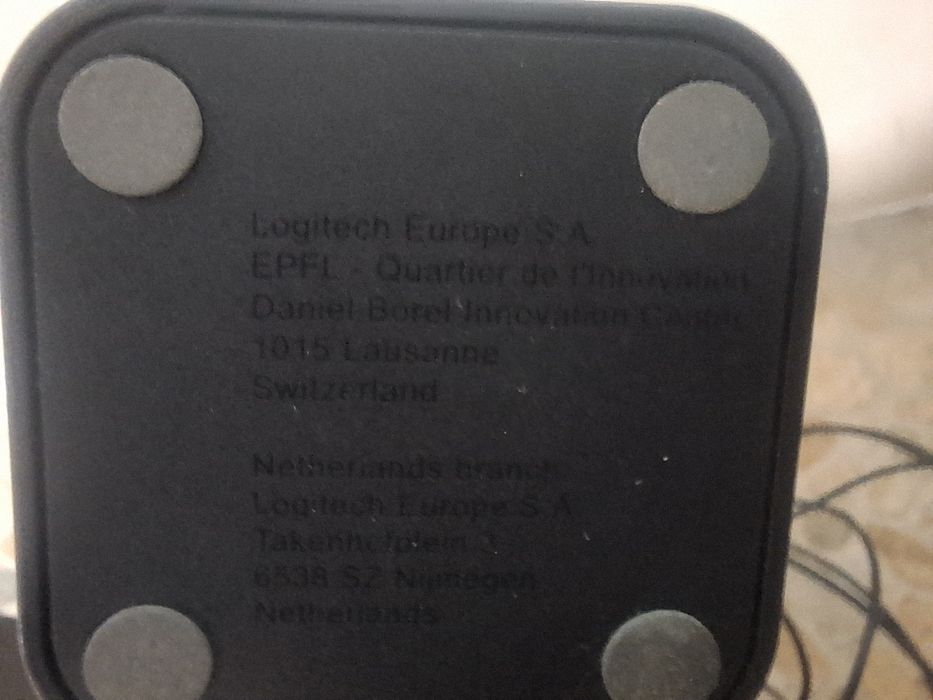 Logitech Europe S.A.
EPFL - Quartier de l'Innovation
Daniel Borel Innovation Center
1015 Lausanne
Switzerland
Netherlands branch
Logitech Europe S.A.
Takenhofplein 3
6538 SZ Nijmegen
Netherlands